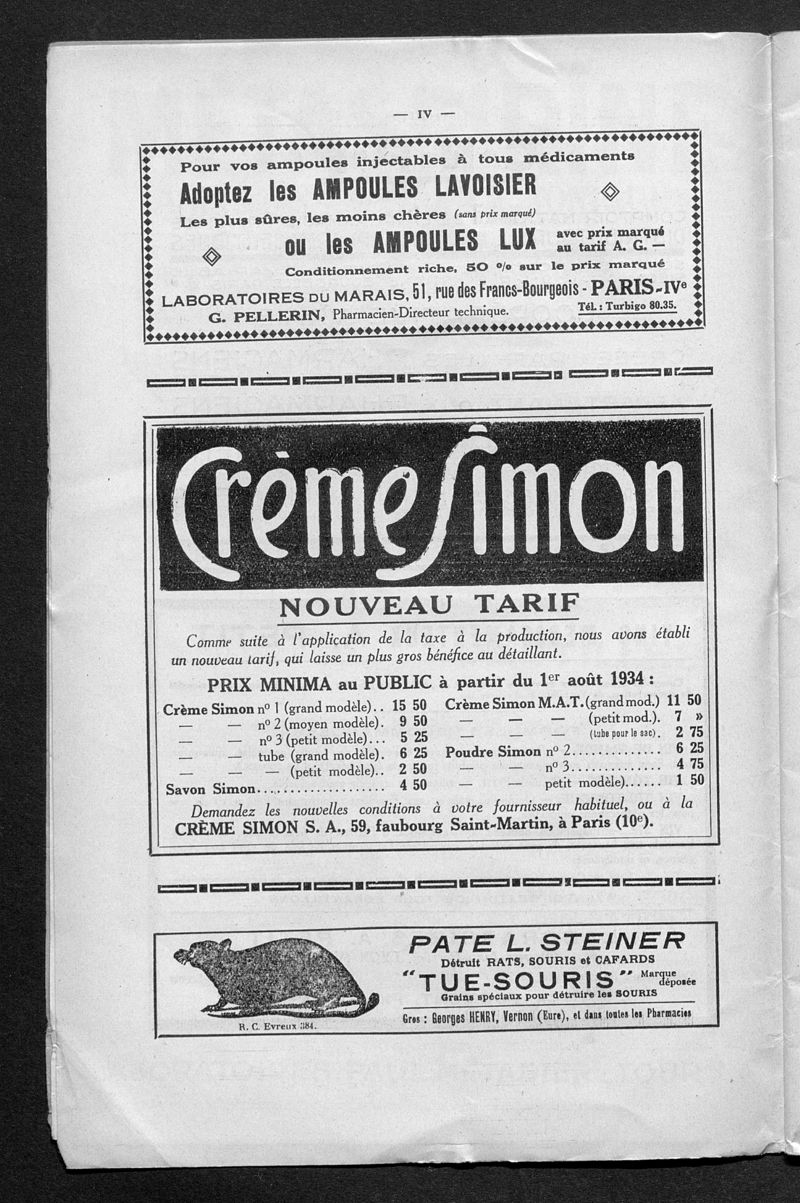 — IV —
Pour vos ampoules injectables à tous médicaments
Adoptez les AMPOULES LAVOISIER
Les plus sûres, les moins chères (sans prix marqué)
ou les AMPOULES LUX avec prix marqué au tarif A. G. —
Conditionnement riche, 50 % sur le prix marqué
LABORATOIRES DU MARAIS, 51, rue des Francs-Bourgeois - PARIS-IVe
G. PELLERIN, Pharmacien-Directeur technique. Tél. : Turbigo 80.35.
Crème Simon
NOUVEAU TARIF
Comme suite à l'application de la taxe à la production, nous avons établi
un nouveau tarif, qui laisse un plus gros bénéfice au détaillant.
PRIX MINIMA au PUBLIC à partir du 1er août 1934 :
Crème Simon no 1 (grand modèle).. 15 50
— — no 2 (moyen modèle). 9 50
— — no 3 (petit modèle)... 5 25
— — tube (grand modèle). 6 25
— — — (petit modèle).. 2 50
Savon Simon................... 4 50
Crème Simon M.A.T. (grand mod.) 11 50
— — — (petit mod.). 7 »
— — — (tube pour le sac). 2 75
Poudre Simon no 2.............. 6 25
— — no 3.............. 4 75
— — petit modèle)...... 1 50
Demandez les nouvelles conditions à votre fournisseur habituel, ou à la
CRÈME SIMON S. A., 59, faubourg Saint-Martin, à Paris (10e).
PATE L. STEINER
Détruit RATS, SOURIS et CAFARDS
"TUE-SOURIS" Marque déposée
Grains spéciaux pour détruire les SOURIS
Gros : Georges HENRY, Vernon (Eure), et dans toutes les Pharmacies
R. C. Evreux 384.